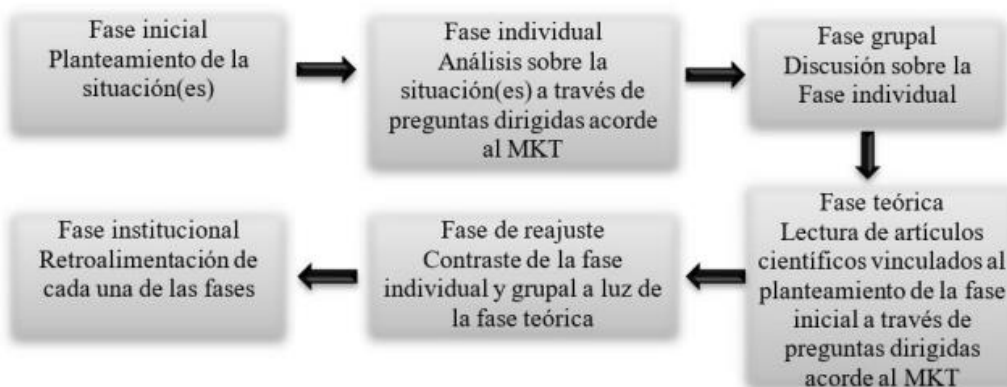 Fase inicial
Planteamiento de la
situación(es)
Fase individual
Análisis sobre la
situación(es) a través de
preguntas dirigidas acorde
al MKT
Fase grupal
Discusión sobre la
Fase individual
Fase teórica
Lectura de artículos
científicos vinculados al
planteamiento de la fase
inicial a través de
preguntas dirigidas
acorde al MKT
Fase de reajuste
Contraste de la fase
individual y grupal a luz de
la fase teórica
Fase institucional
Retroalimentación de
cada una de las fases